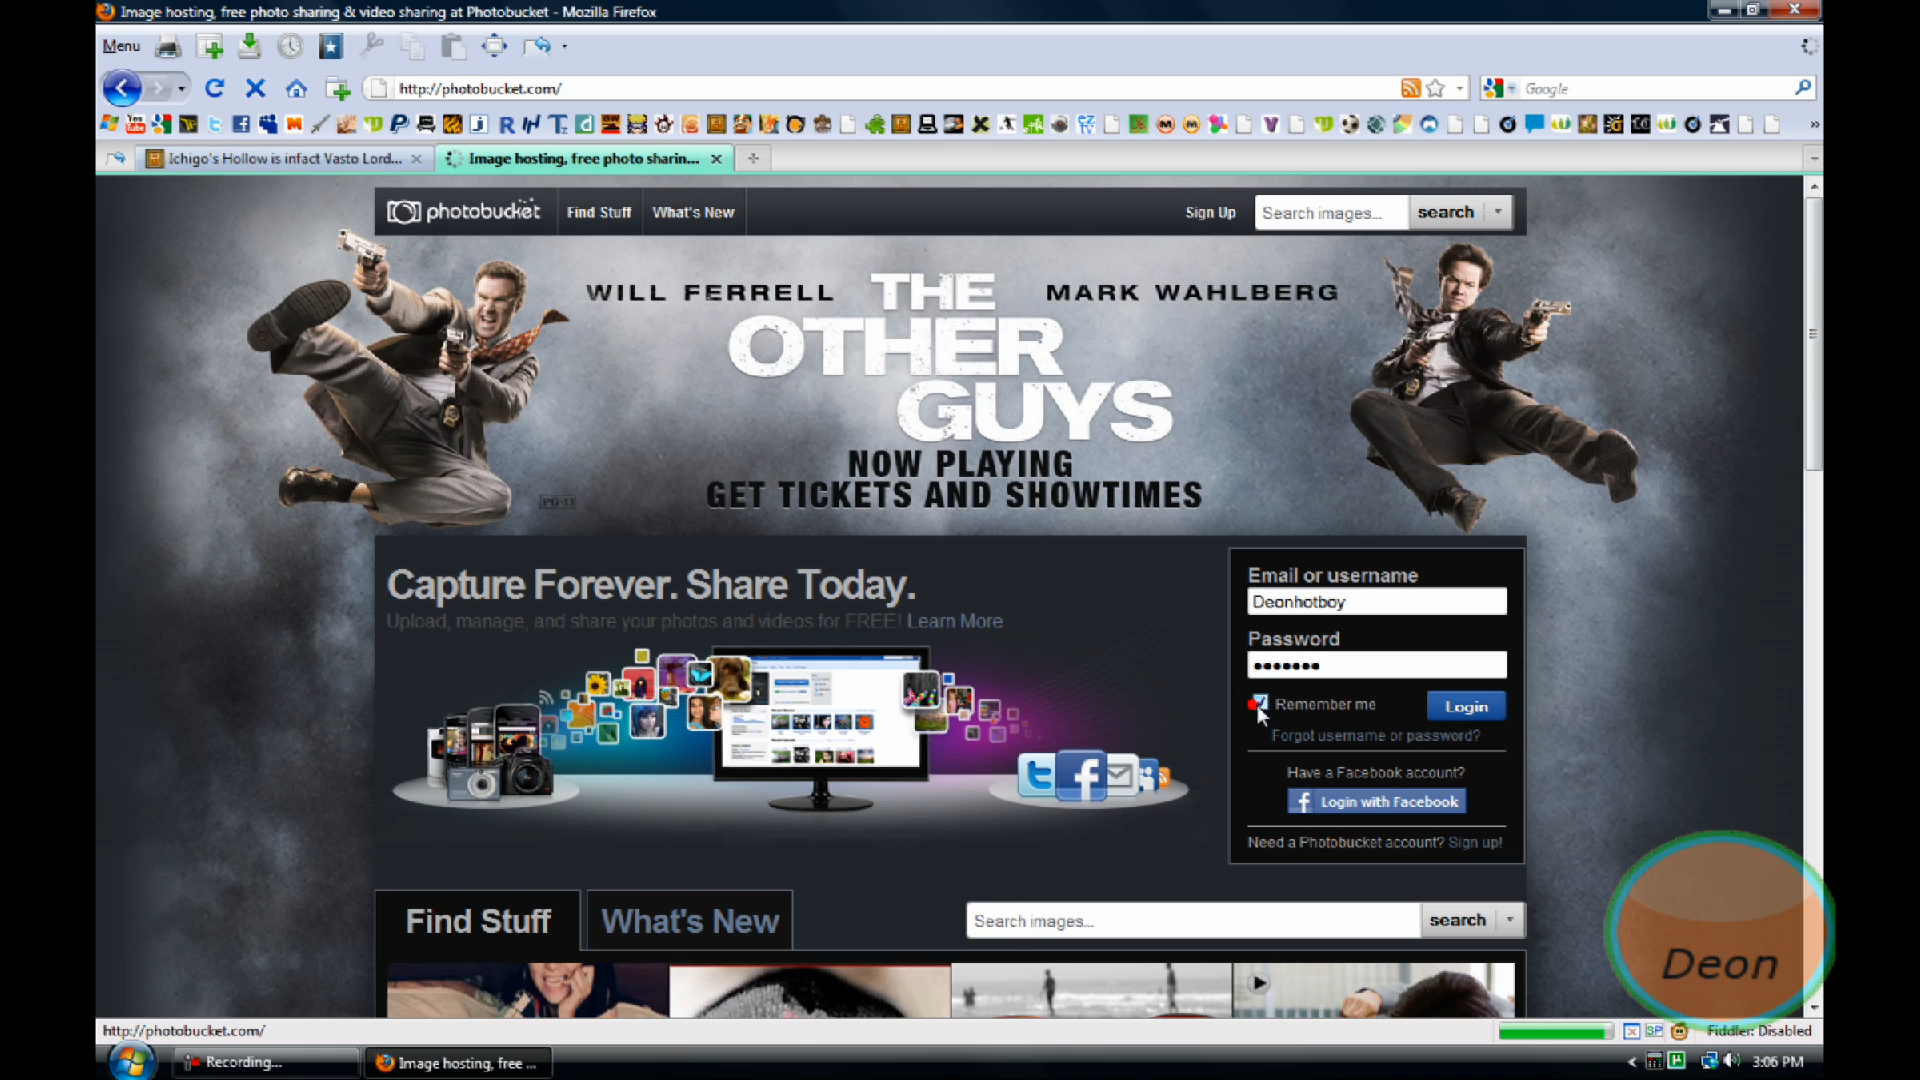 Image hosting, free photo sharing & video sharing at Photobucket - Mozilla Firefox
Menu
http://photobucket.com/
Google
Ichigo's Hollow is infact Vasto Lord...
Image hosting, free photo sharin...
photobucket
Find Stuff
What's New
Sign Up
Search images...
search
WILL FERRELL
THE
MARK WAHLBERG
OTHER
GUYS
NOW PLAYING
GET TICKETS AND SHOWTIMES
PG-13
Capture Forever. Share Today.
Upload, manage, and share your photos and videos for FREE! Learn More
Email or username
Deonhotboy
Password
Remember me
Login
Forgot username or password?
Have a Facebook account?
Login with Facebook
Need a Photobucket account? Sign up!
Find Stuff
What's New
Search images...
search
Deon
http://photobucket.com/
SP
Fiddler: Disabled
Recording...
Image hosting, free ...
3:06 PM